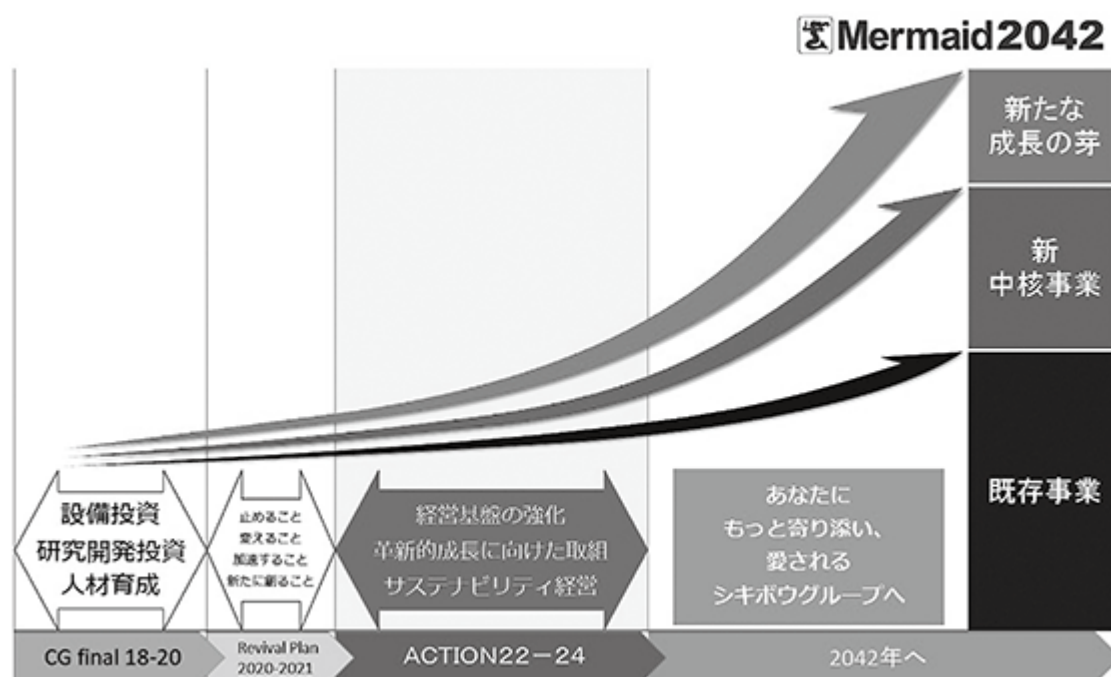 Mermaid2042
新たな
成長の芽
新
中核事業
既存事業
設備投資
研究開発投資
人材育成
止めること
変えること
加速すること
新たに創ること
経営基盤の強化
革新的成長に向けた取組
サステナビリティ経営
あなたに
もっと寄り添い、
愛される
シキボウグループへ
CG final 18-20
Revival Plan
2020-2021
ACTION22－24
2042年へ